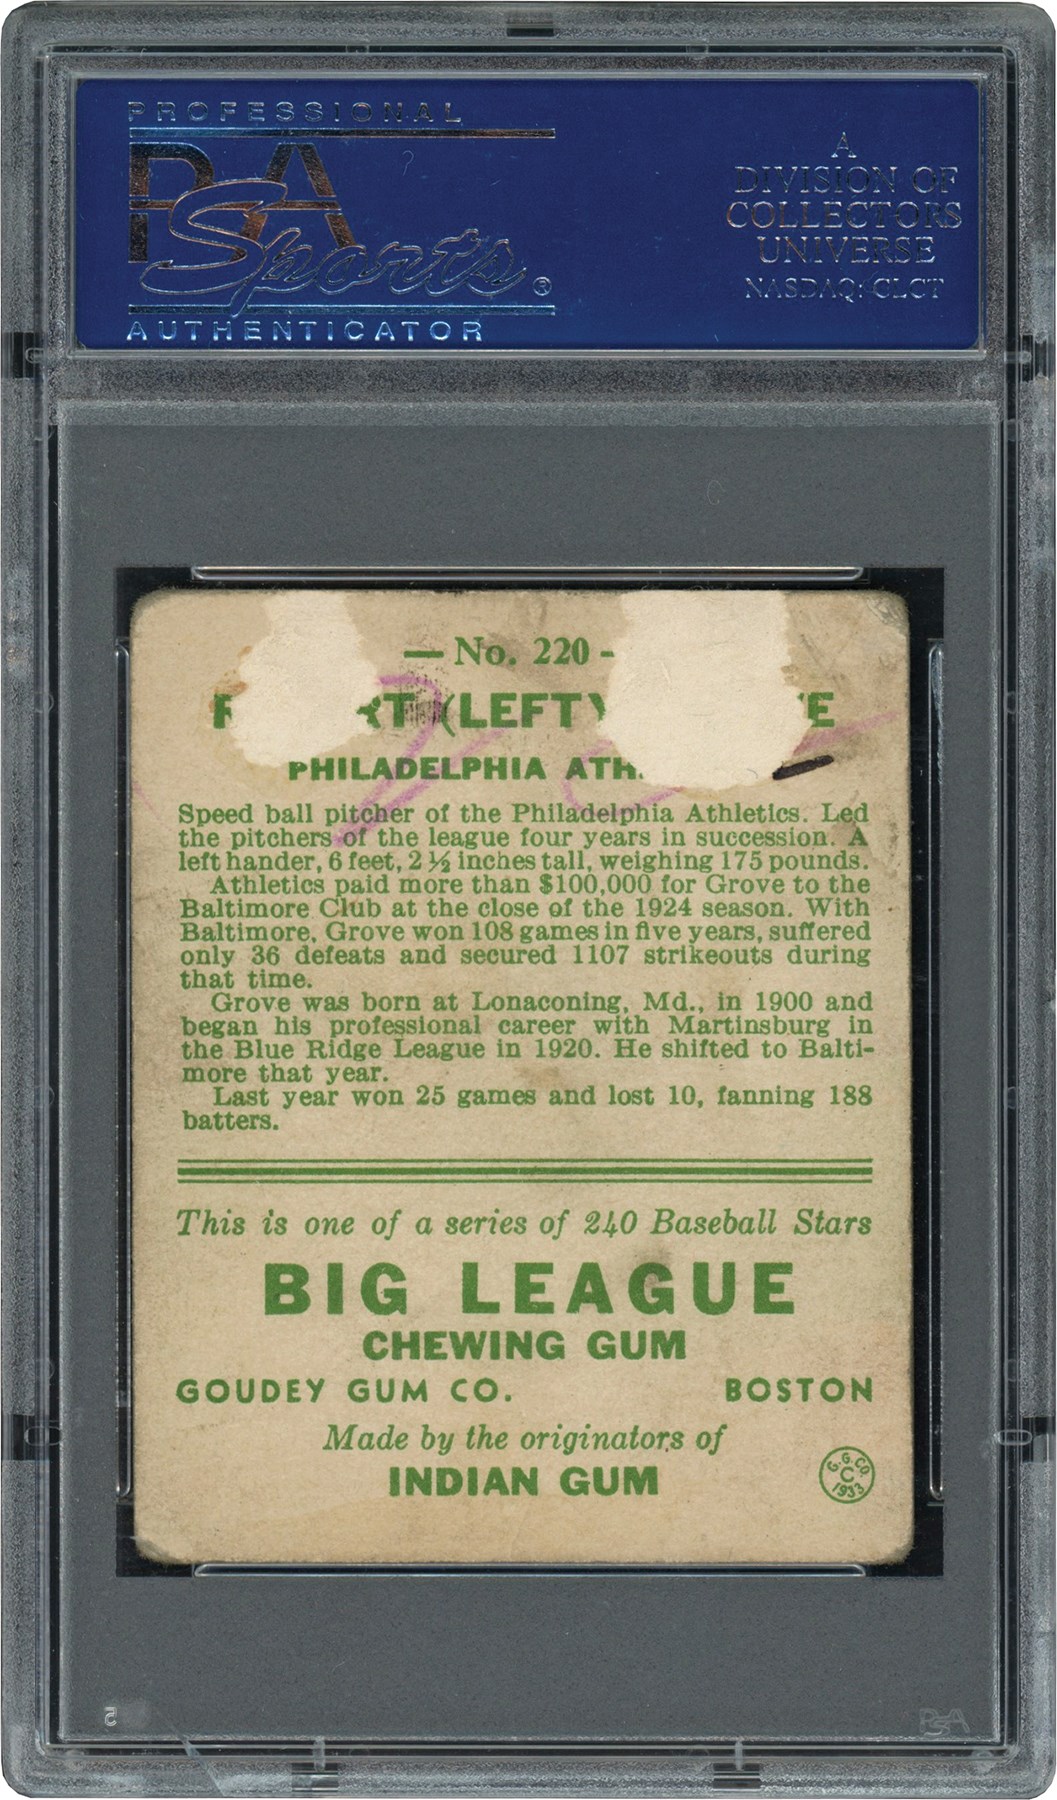 PROFESSIONAL
PSA
Sports®
AUTHENTICATOR
A
DIVISION OF
COLLECTORS
UNIVERSE
NASDAQ: CLCT
— No. 220 -
RT (LEFTY E
PHILADELPHIA ATH
Speed ball pitcher of the Philadelphia Athletics. Led
the pitchers of the league four years in succession. A
left hander, 6 feet, 2 ½ inches tall, weighing 175 pounds.
Athletics paid more than $100,000 for Grove to the
Baltimore Club at the close of the 1924 season. With
Baltimore, Grove won 108 games in five years, suffered
only 36 defeats and secured 1107 strikeouts during
that time.
Grove was born at Lonaconing, Md., in 1900 and
began his professional career with Martinsburg in
the Blue Ridge League in 1920. He shifted to Balti-
more that year.
Last year won 25 games and lost 10, fanning 188
batters.
This is one of a series of 240 Baseball Stars
BIG LEAGUE
CHEWING GUM
GOUDEY GUM CO. BOSTON
Made by the originators of
INDIAN GUM
G. G. CO.
C
1933
PSA